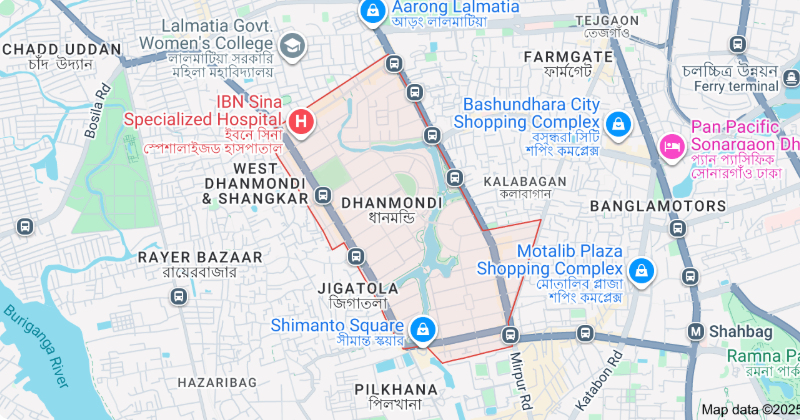 Aarong Lalmatia
আড়ং লালমাটিয়া
TEJGAON
তেজগাঁও
Lalmatia Govt.
Women's College
লালমাটিয়া সরকারি
মহিলা মহাবিদ্যালয়
CHADD UDDAN
চাঁদ উদ্যান
FARMGATE
ফার্মগেট
চলচ্চিত্র উন্নয়ন
Ferry terminal
Bosila Rd
IBN Sina
Specialized Hospital
ইবনে সিনা
স্পেশালাইজড হাসপাতাল
H
Bashundhara City
Shopping Complex
বসুন্ধরা সিটি
শপিং কমপ্লেক্স
Pan Pacific
Sonargaon Dh
প্যান প্যাসিফিক
সোনারগাঁও ঢাকা
WEST
DHANMONDI
& SHANGKAR
KALABAGAN
কলাবাগান
DHANMONDI
ধানমন্ডি
BANGLAMOTORS
RAYER BAZAAR
রায়েরবাজার
Motalib Plaza
Shopping Complex
মোতালিব প্লাজা
শপিং কমপ্লেক্স
JIGATOLA
জিগাতলা
Buriganga River
Shimanto Square
সীমান্ত স্কয়ার
M
Shahbag
Mirpur Rd
Katabon Rd
Ramna Pa
রমনা পার্ক
HAZARIBAG
PILKHANA
পিলখানা
Map data ©2025